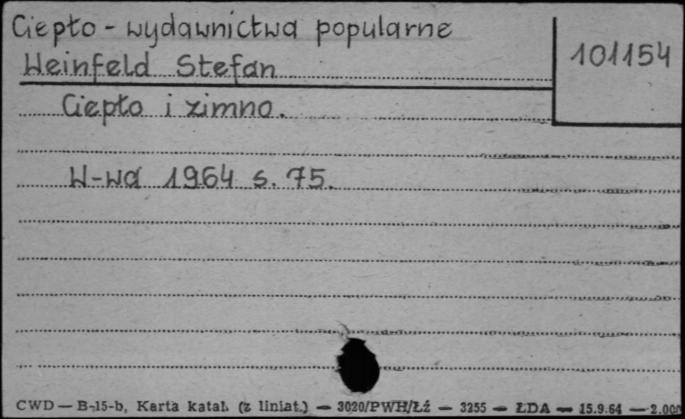 Ciepło - wydawnictwa popularne
101154
Weinfeld Stefan
Ciepło i zimno.
W-wa 1964 s. 75.
CWD — B-15-b, Karta katal. (z liniat.) — 3020/PWH/Łź — 3255 — ŁDA — 15.9.64 — 2.000